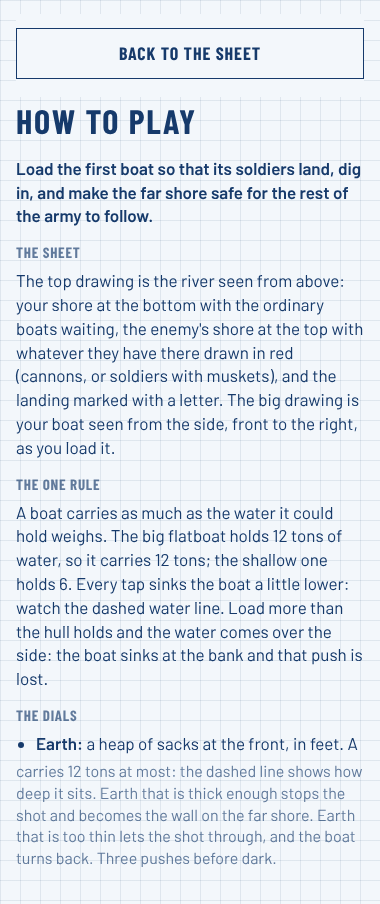 BACK TO THE SHEET
HOW TO PLAY
Load the first boat so that its soldiers land, dig
in, and make the far shore safe for the rest of
the army to follow.
THE SHEET
The top drawing is the river seen from above:
your shore at the bottom with the ordinary
boats waiting, the enemy's shore at the top with
whatever they have there drawn in red
(cannons, or soldiers with muskets), and the
landing marked with a letter. The big drawing is
your boat seen from the side, front to the right,
as you load it.
THE ONE RULE
A boat carries as much as the water it could
hold weighs. The big flatboat holds 12 tons of
water, so it carries 12 tons; the shallow one
holds 6. Every tap sinks the boat a little lower:
watch the dashed water line. Load more than
the hull holds and the water comes over the
side: the boat sinks at the bank and that push is
lost.
THE DIALS
• Earth: a heap of sacks at the front, in feet. A
carries 12 tons at most: the dashed line shows how
deep it sits. Earth that is thick enough stops the
shot and becomes the wall on the far shore. Earth
that is too thin lets the shot through, and the boat
turns back. Three pushes before dark.